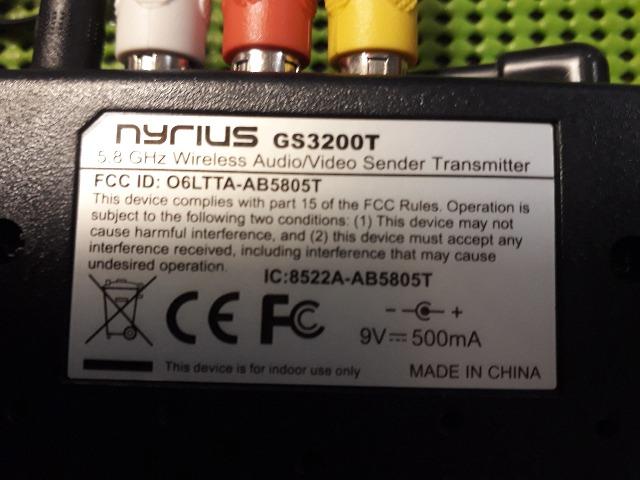 nyrius GS3200T
5.8 GHz Wireless Audio/Video Sender Transmitter
FCC ID: O6LTTA-AB5805T
This device complies with part 15 of the FCC Rules. Operation is
subject to the following two conditions: (1) This device may not
cause harmful interference, and (2) this device must accept any
interference received, including interference that may cause
undesired operation.
IC:8522A-AB5805T
CE FC
- +
9V⎓500mA
This device is for indoor use only
MADE IN CHINA